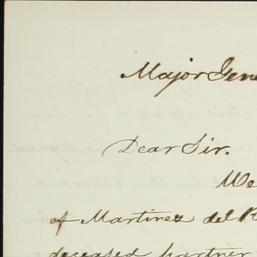 Major Gen
Dear Sir.
We
of Martinez del R
deceased partner